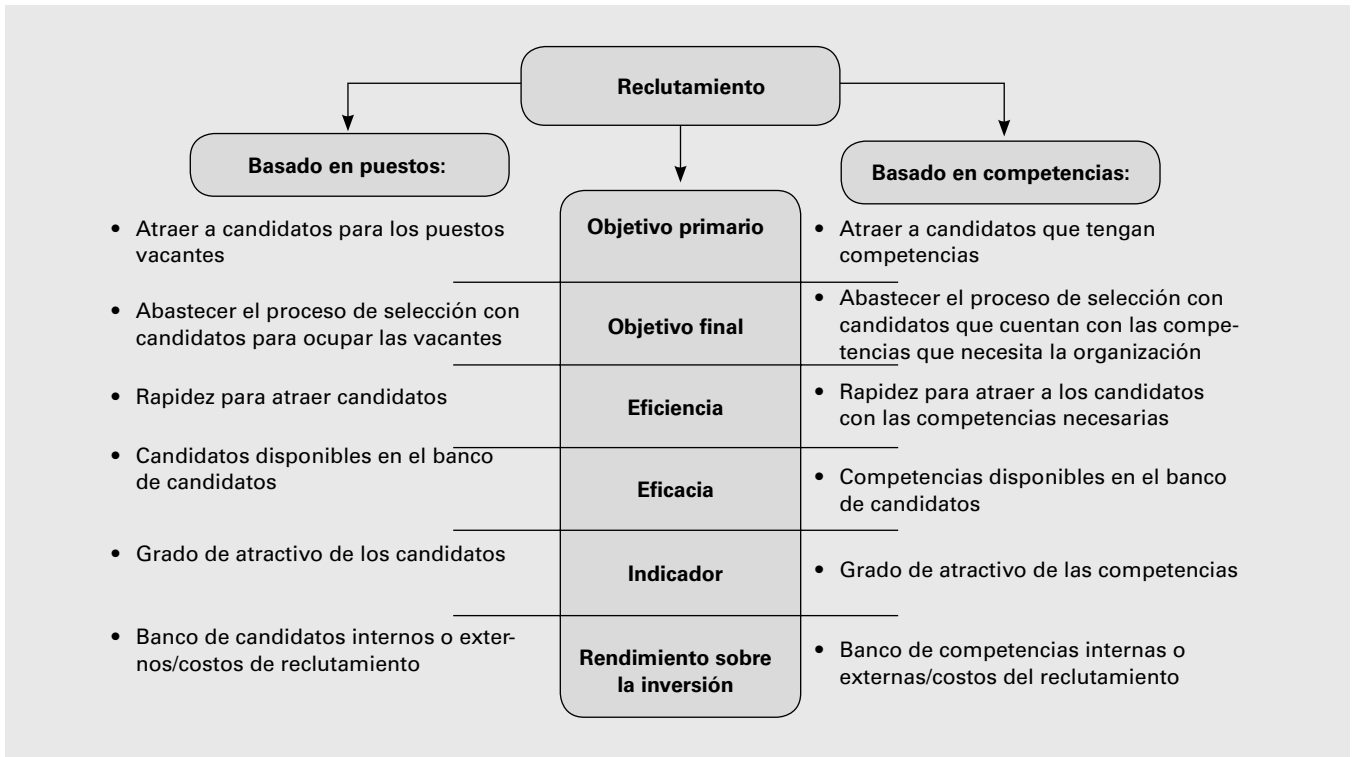 Reclutamiento
Basado en puestos:
Basado en competencias:
• Atraer a candidatos para los puestos
vacantes
Objetivo primario
• Atraer a candidatos que tengan
competencias
• Abastecer el proceso de selección con
candidatos para ocupar las vacantes
Objetivo final
• Abastecer el proceso de selección con
candidatos que cuentan con las compe-
tencias que necesita la organización
• Rapidez para atraer candidatos
Eficiencia
• Rapidez para atraer a los candidatos
con las competencias necesarias
• Candidatos disponibles en el banco
de candidatos
Eficacia
• Competencias disponibles en el banco
de candidatos
• Grado de atractivo de los candidatos
Indicador
• Grado de atractivo de las competencias
• Banco de candidatos internos o exter-
nos/costos de reclutamiento
Rendimiento sobre
la inversión
• Banco de competencias internas o
externas/costos del reclutamiento